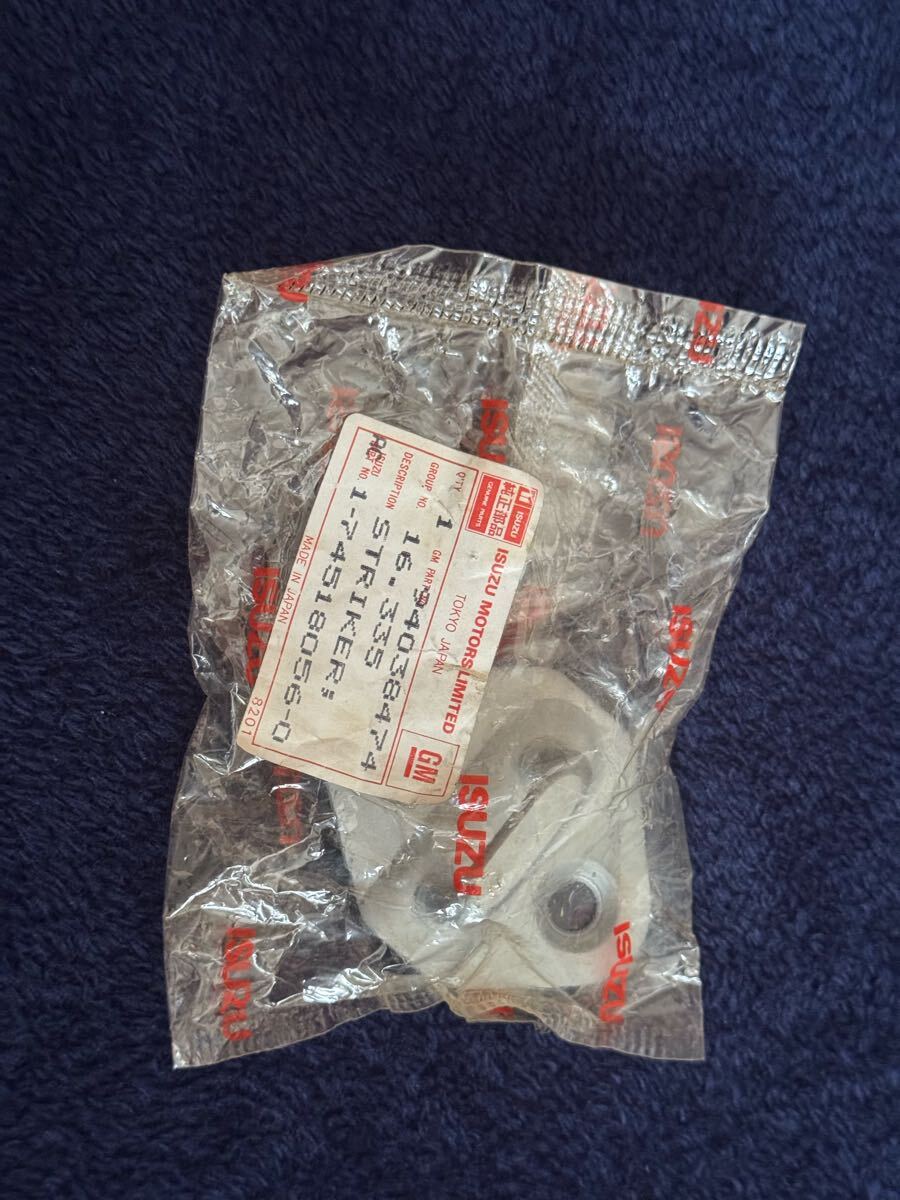 ISUZU
純正部品
GENUINE PARTS
ISUZU MOTORS LIMITED
TOKYO JAPAN
GM
QTY. 1 GM PART NO. 94038474
GROUP NO. 16.335
DESCRIPTION STRIKER;
ISUZU PART NO. 1-74518056-0
MADE IN JAPAN
8201
ISUZU
ISUZU
ISUZU
ISUZU
ISUZU
ISUZU